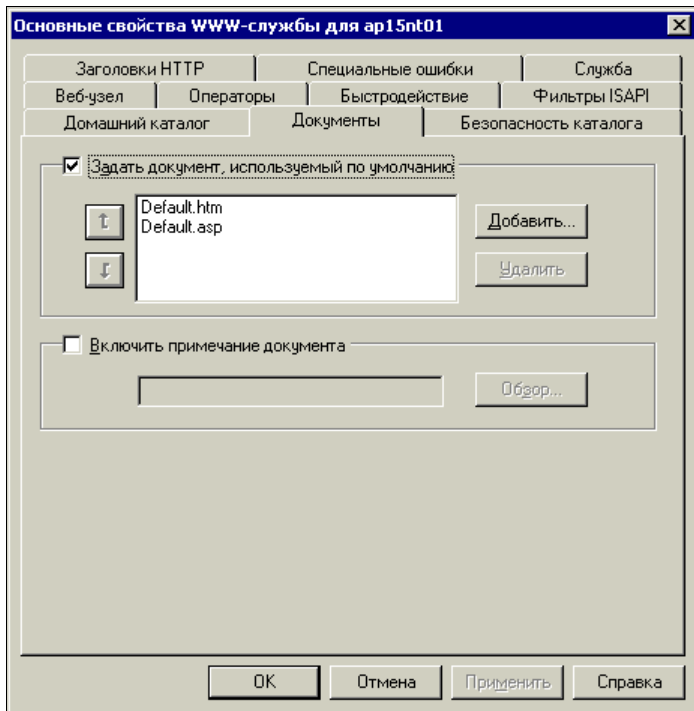 Основные свойства WWW-службы для ap15nt01
Заголовки HTTP Специальные ошибки Служба
Веб-узел Операторы Быстродействие Фильтры ISAPI
Домашний каталог Документы Безопасность каталога
Задать документ, используемый по умолчанию
Default.htm
Default.asp
Добавить...
Удалить
Включить примечание документа
Обзор...
OK Отмена Применить Справка